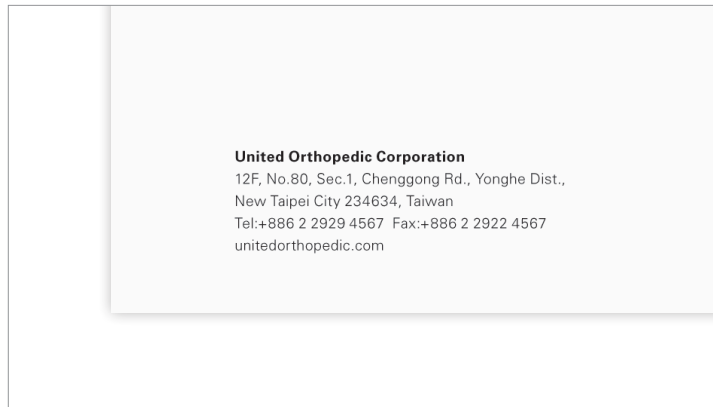 United Orthopedic Corporation
12F, No.80, Sec.1, Chenggong Rd., Yonghe Dist.,
New Taipei City 234634, Taiwan
Tel:+886 2 2929 4567  Fax:+886 2 2922 4567
unitedorthopedic.com